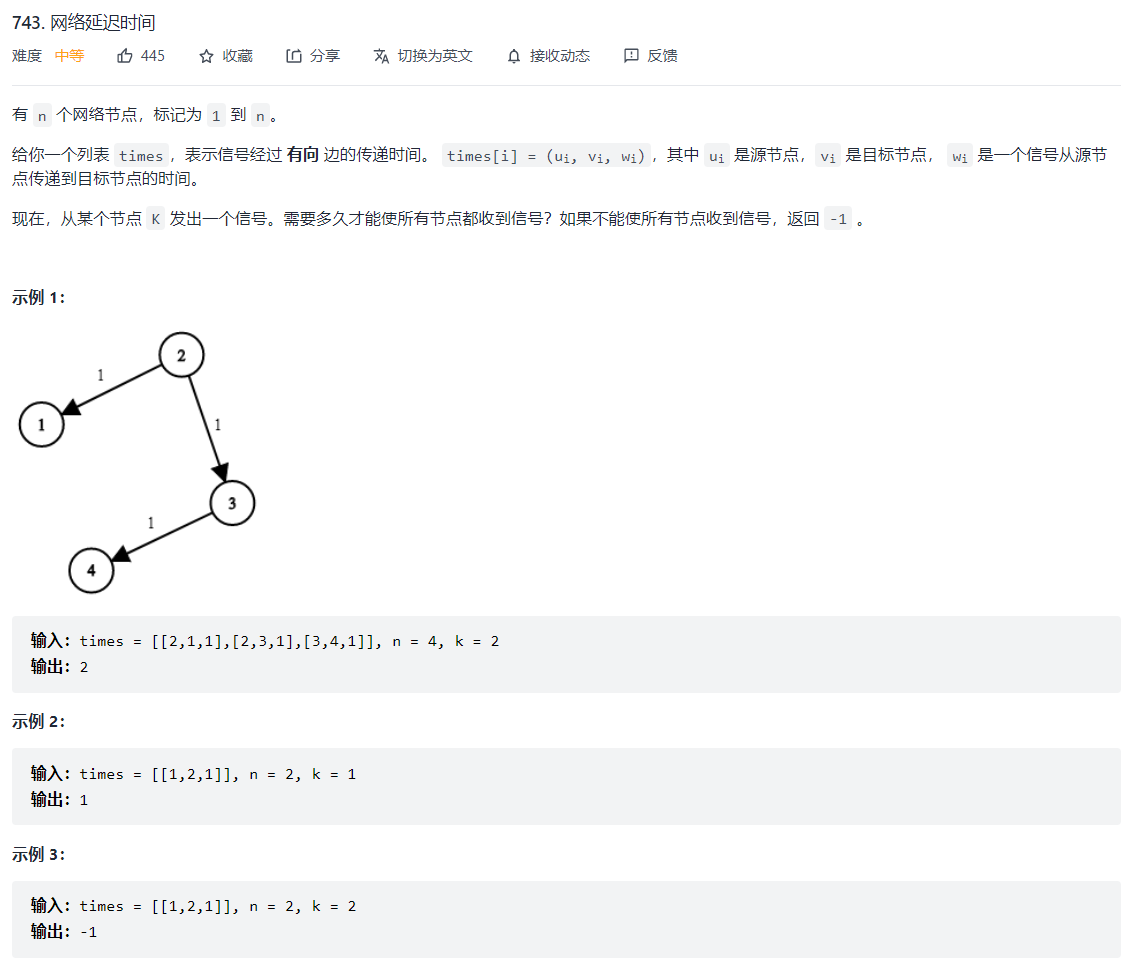 743. 网络延迟时间
难度 中等 445 收藏 分享 切换为英文 接收动态 反馈
有 n 个网络节点，标记为 1 到 n 。
给你一个列表 times ，表示信号经过 有向 边的传递时间。 times[i] = (ui, vi, wi) ，其中 ui 是源节点， vi 是目标节点， wi 是一个信号从源节
点传递到目标节点的时间。
现在，从某个节点 K 发出一个信号。需要多久才能使所有节点都收到信号？如果不能使所有节点收到信号，返回 -1 。
示例 1：
2
1
1
1
3
1
4
输入：times = [[2,1,1],[2,3,1],[3,4,1]], n = 4, k = 2
输出：2
示例 2：
输入：times = [[1,2,1]], n = 2, k = 1
输出：1
示例 3：
输入：times = [[1,2,1]], n = 2, k = 2
输出：-1